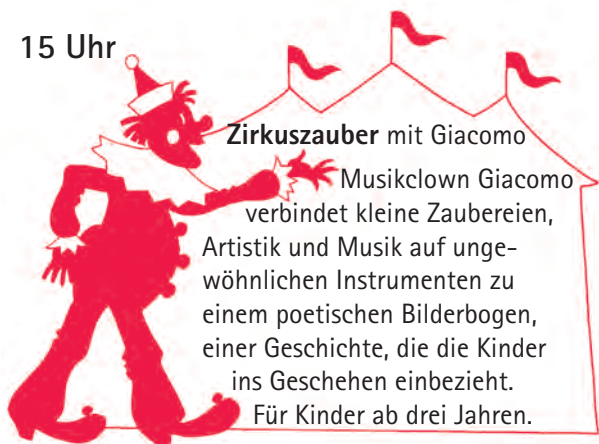 15 Uhr
Zirkuszauber mit Giacomo
Musikclown Giacomo
verbindet kleine Zaubereien,
Artistik und Musik auf unge-
wöhnlichen Instrumenten zu
einem poetischen Bilderbogen,
einer Geschichte, die die Kinder
ins Geschehen einbezieht.
Für Kinder ab drei Jahren.